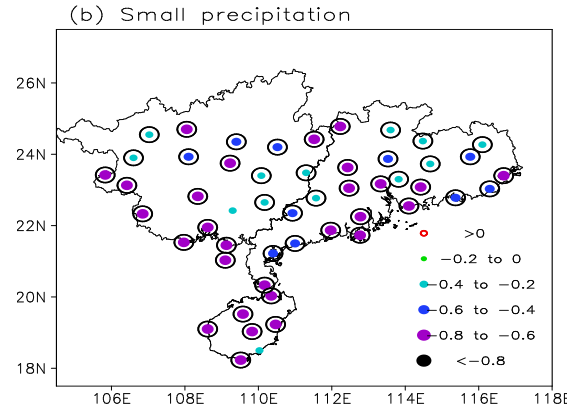 (b) Small precipitation
26N
24N
22N
20N
18N
>0
-0.2 to 0
-0.4 to -0.2
-0.6 to -0.4
-0.8 to -0.6
<-0.8
106E 108E 110E 112E 114E 116E 118E